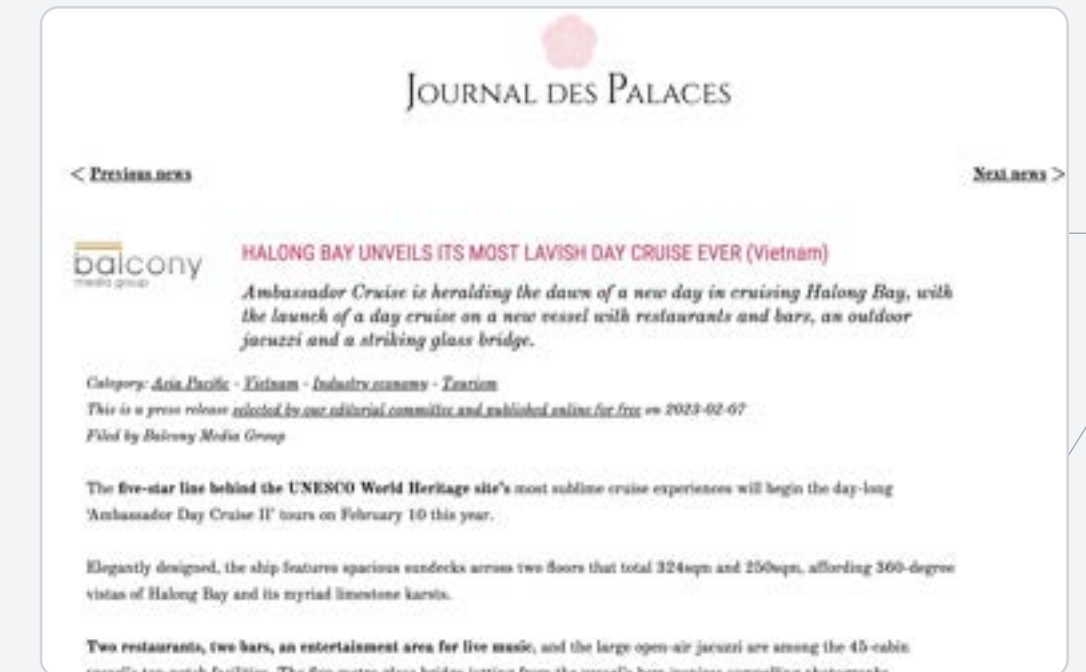 JOURNAL DES PALACES
< Previous news
Next news >
balcony
media group
HALONG BAY UNVEILS ITS MOST LAVISH DAY CRUISE EVER (Vietnam)
Ambassador Cruise is heralding the dawn of a new day in cruising Halong Bay, with
the launch of a day cruise on a new vessel with restaurants and bars, an outdoor
jacuzzi and a striking glass bridge.
Category: Asia Pacific - Vietnam - Industry economy - Tourism
This is a press release selected by our editorial committee and published online for free on 2023-02-07
Filed by Balcony Media Group
The five-star line behind the UNESCO World Heritage site's most sublime cruise experiences will begin the day-long
'Ambassador Day Cruise II' tours on February 10 this year.
Elegantly designed, the ship features spacious sundecks across two floors that total 324sqm and 250sqm, affording 360-degree
vistas of Halong Bay and its myriad limestone karsts.
Two restaurants, two bars, an entertainment area for live music, and the large open-air jacuzzi are among the 45-cabin